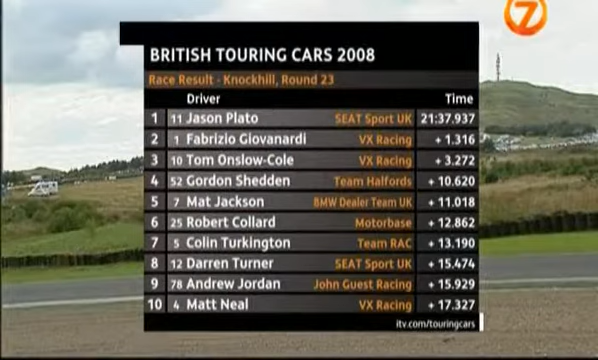 7
BRITISH TOURING CARS 2008
Race Result - Knockhill, Round 23
Driver Time
1 11 Jason Plato SEAT Sport UK 21:37.937
2 1 Fabrizio Giovanardi VX Racing + 1.316
3 10 Tom Onslow-Cole VX Racing + 3.272
4 52 Gordon Shedden Team Halfords + 10.620
5 7 Mat Jackson BMW Dealer Team UK + 11.018
6 25 Robert Collard Motorbase + 12.862
7 5 Colin Turkington Team RAC + 13.190
8 12 Darren Turner SEAT Sport UK + 15.474
9 78 Andrew Jordan John Guest Racing + 15.929
10 4 Matt Neal VX Racing + 17.327
itv.com/touringcars